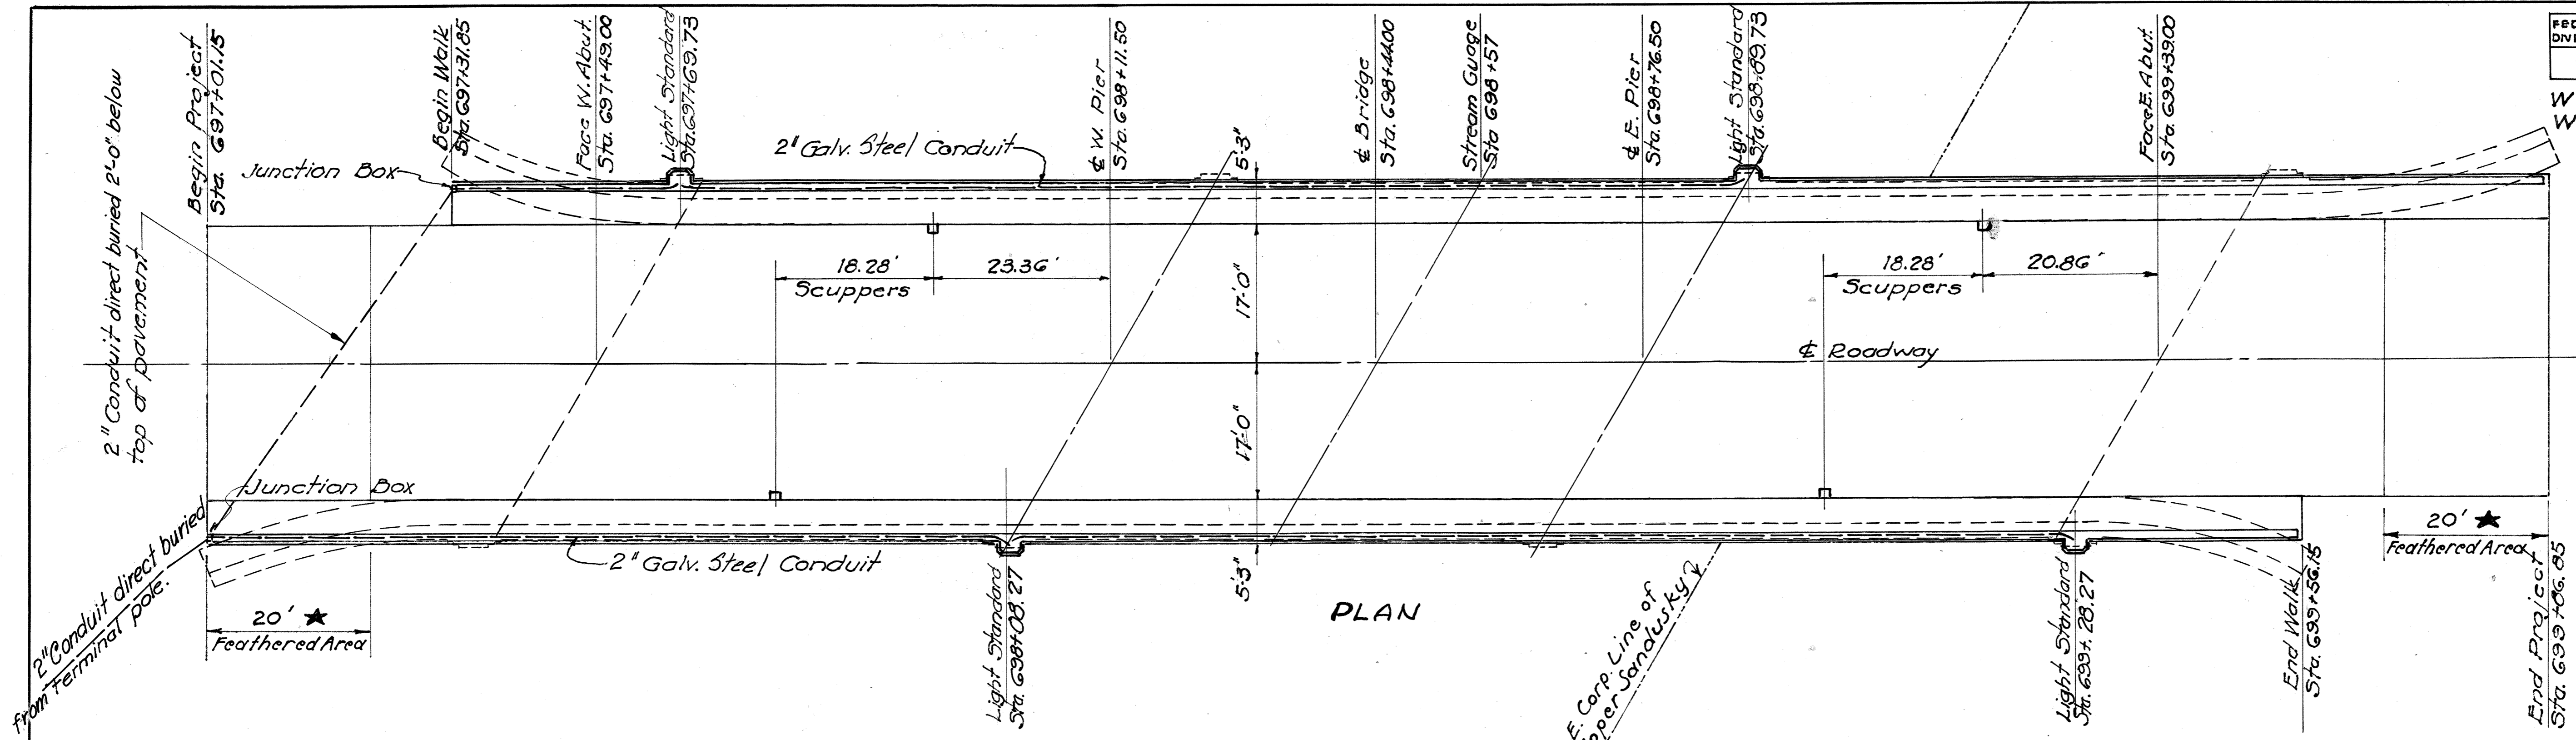 2" Conduit direct buried 2'-0" below
top of pavement
Begin Project
Sta. 697+01.15
Begin Walk
Sta. 697+31.85
Face W. Abut.
Sta. 697+49.00
Light Standard
Sta. 697+69.73
℄ W. Pier
Sta. 698+11.50
℄ Bridge
Sta. 698+44.00
Stream Guage
Sta 698+57
℄ E. Pier
Sta. 698+76.50
Light Standard
Sta. 698+89.73
Face E. Abut.
Sta. 699+39.00
FED
DIVI
W
W
Junction Box
2" Galv. Steel Conduit
5'-3"
18.28'
Scuppers
23.36'
17'-0"
18.28'
Scuppers
20.86'
℄ Roadway
17'-0"
Junction Box
2" Conduit direct buried
from terminal pole.
2" Galv. Steel Conduit
5'-3"
20' ★
Feathered Area
Light Standard
Sta. 698+08.27
PLAN
E. Corp. Line of
pper Sandusky
Light Standard
Sta. 699+28.27
End Walk
Sta. 699+56.15
20' ★
Feathered Area
End Project
Sta. 699+86.85